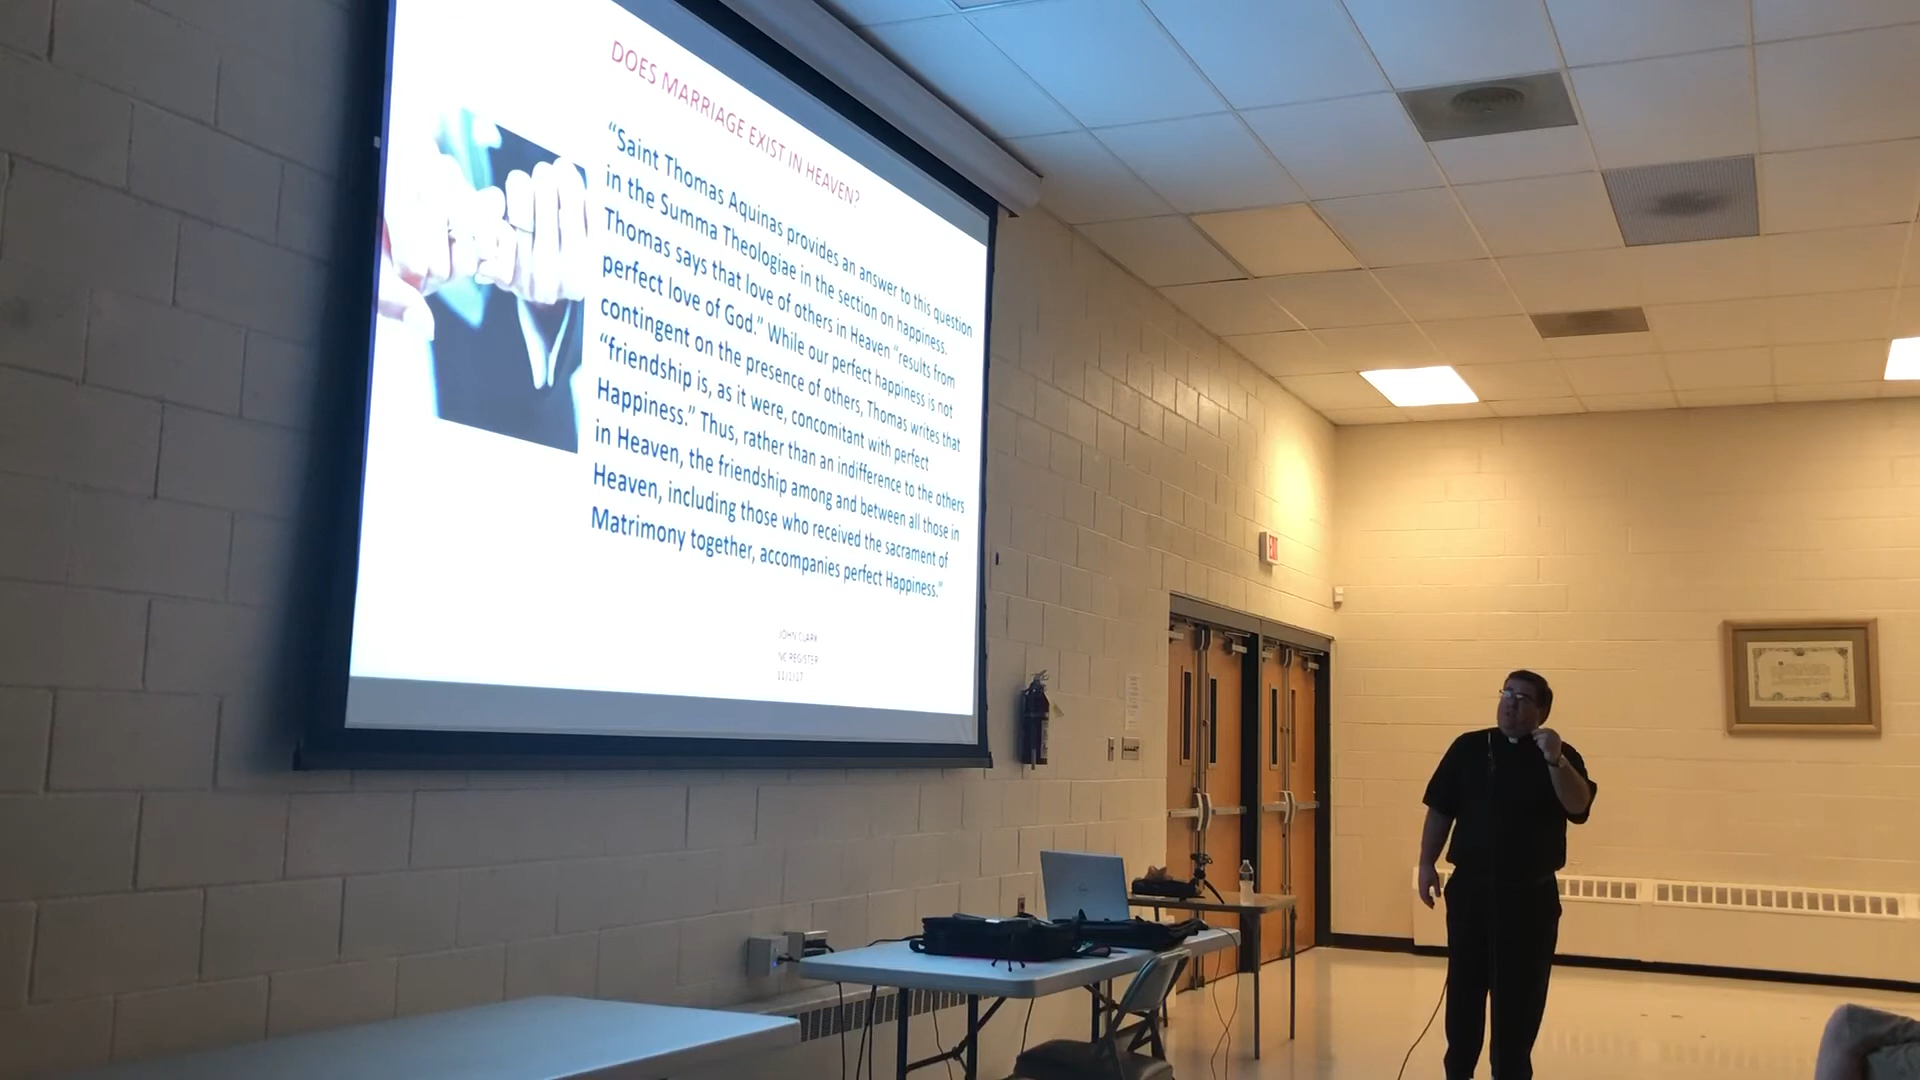 DOES MARRIAGE EXIST IN HEAVEN?
“Saint Thomas Aquinas provides an answer to this question
in the Summa Theologiae in the section on happiness.
Thomas says that love of others in Heaven “results from
perfect love of God.” While our perfect happiness is not
contingent on the presence of others, Thomas writes that
“friendship is, as it were, concomitant with perfect
Happiness.” Thus, rather than an indifference to the others
in Heaven, the friendship among and between all those in
Heaven, including those who received the sacrament of
Matrimony together, accompanies perfect Happiness.”
JOHN CLARK
NC REGISTER
11/1/17
EXIT